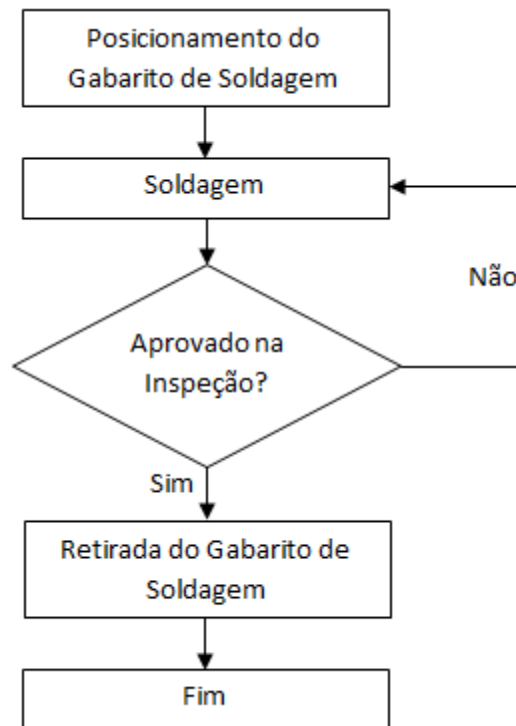 Posicionamento do
Gabarito de Soldagem
Soldagem
Não
Aprovado na
Inspeção?
Sim
Retirada do Gabarito de
Soldagem
Fim